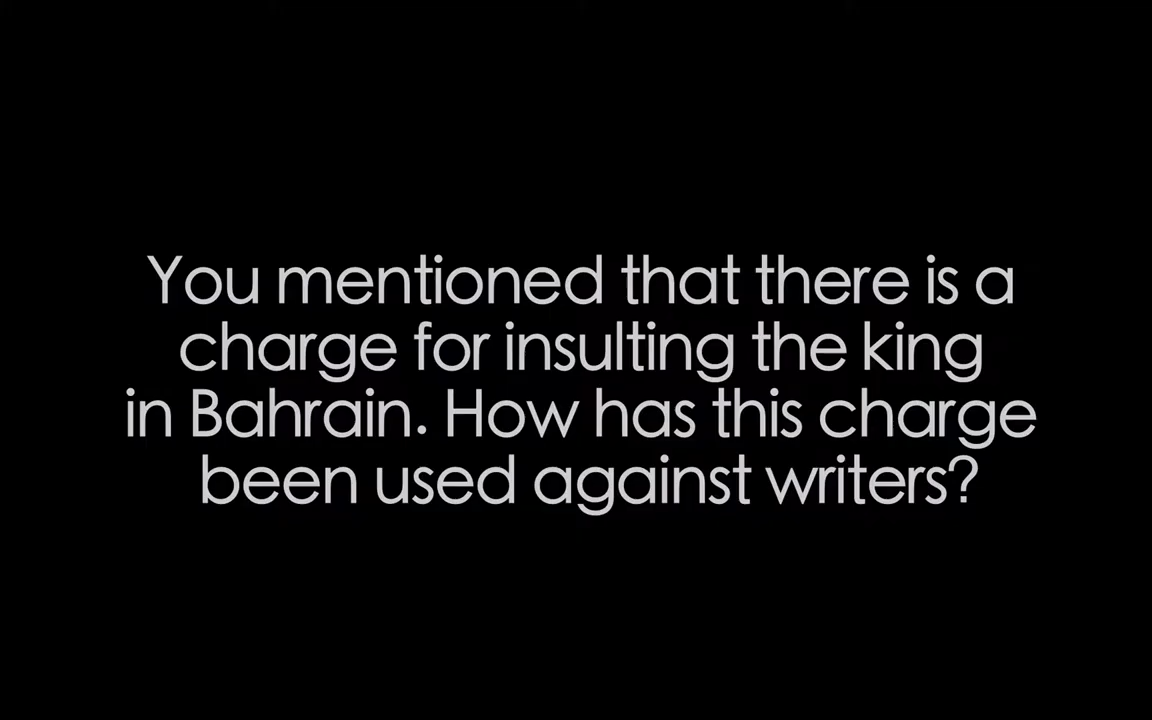 You mentioned that there is a
charge for insulting the king
in Bahrain. How has this charge
been used against writers?